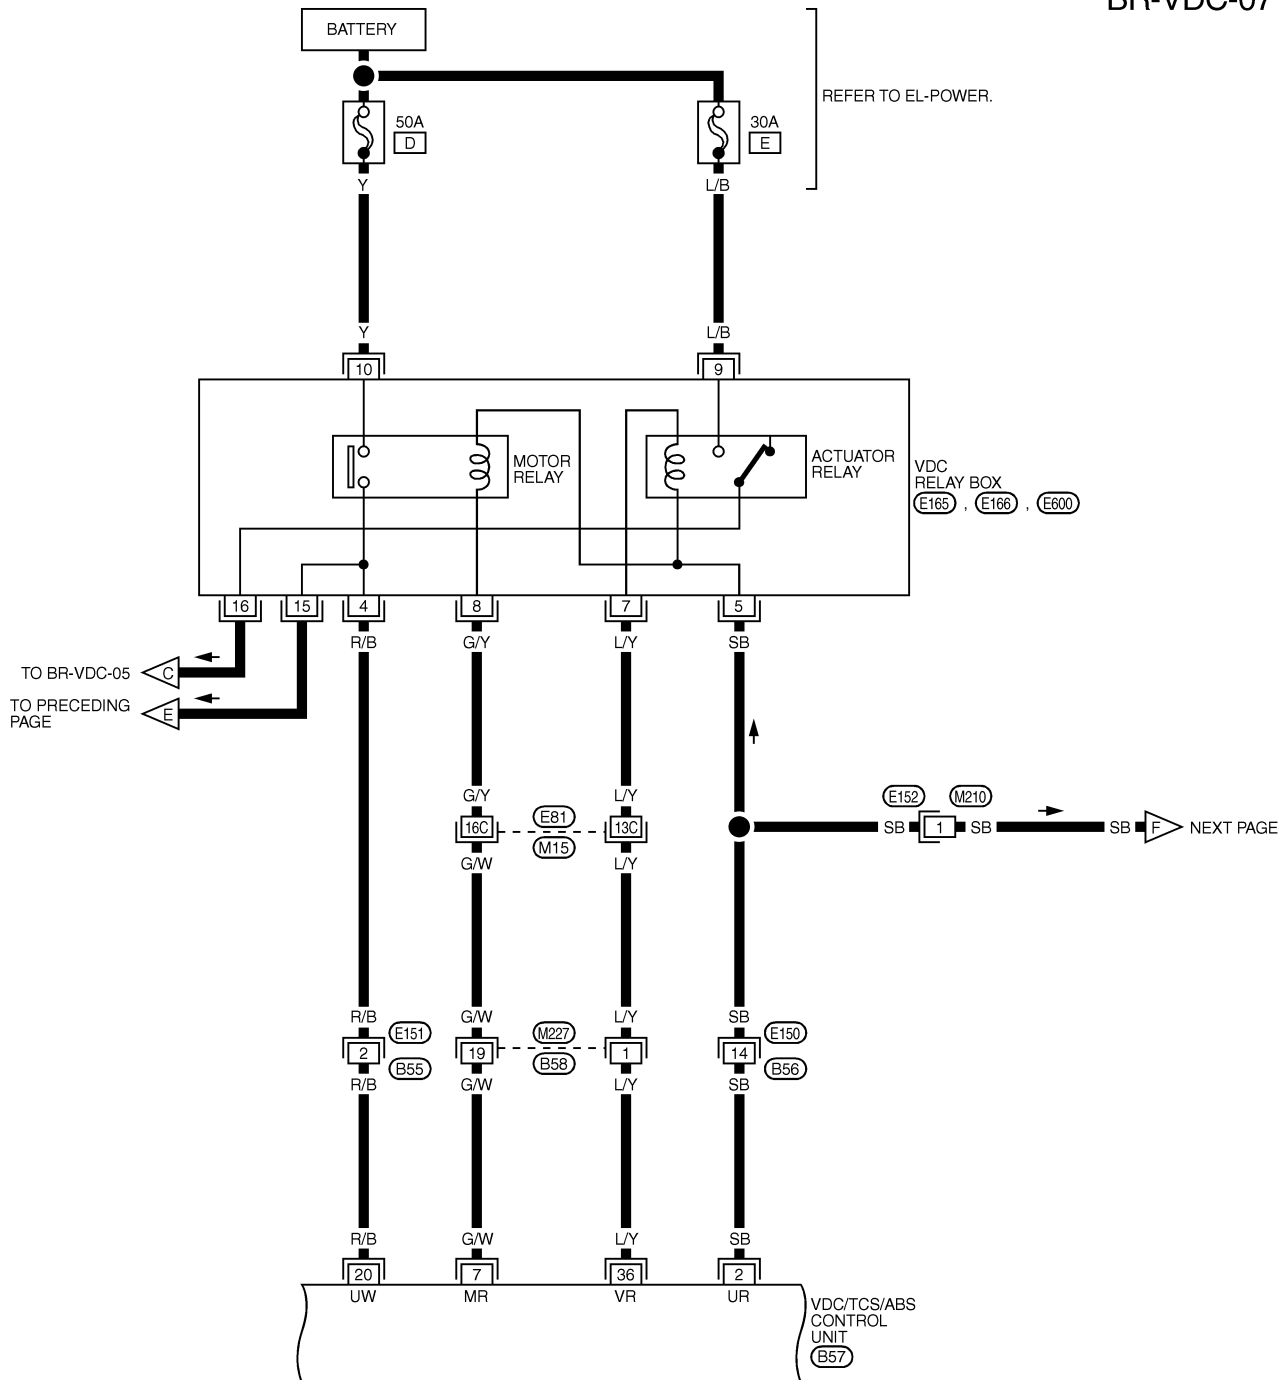 BR-VDC-07
BATTERY
REFER TO EL-POWER.
50A
D
30A
E
Y
L/B
Y
L/B
10
9
MOTOR
RELAY
ACTUATOR
RELAY
VDC
RELAY BOX
E165 , E166 , E600
16
15
4
8
7
5
R/B
G/Y
L/Y
SB
TO BR-VDC-05
C
TO PRECEDING
PAGE
E
G/Y
L/Y
E152
M210
16C
E81
M15
13C
SB
1
SB
SB
F
NEXT PAGE
G/W
L/Y
R/B
G/W
L/Y
SB
2
E151
B55
19
M227
B58
1
14
E150
B56
R/B
G/W
L/Y
SB
R/B
G/W
L/Y
SB
20
7
36
2
UW
MR
VR
UR
VDC/TCS/ABS
CONTROL
UNIT
B57